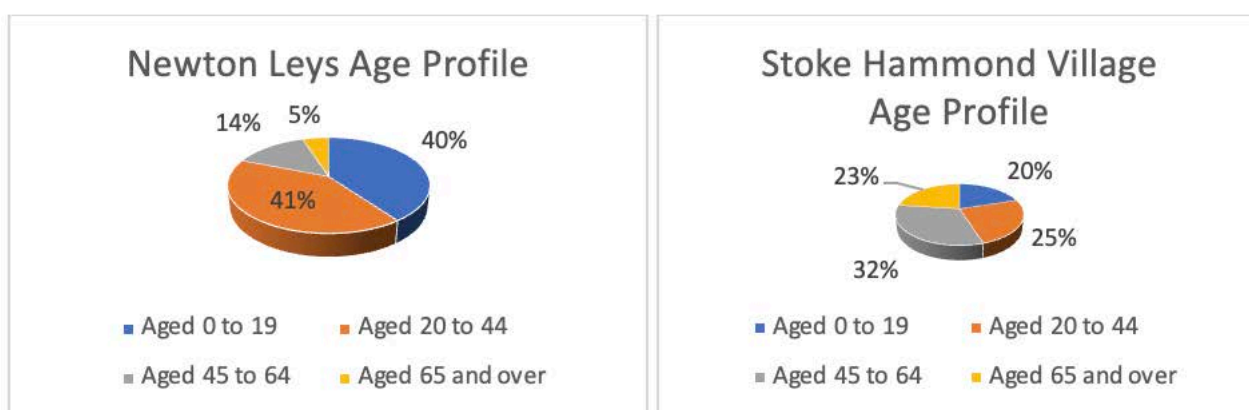 Newton Leys Age Profile
5%
14%
40%
41%
Aged 0 to 19
Aged 20 to 44
Aged 45 to 64
Aged 65 and over
Stoke Hammond Village
Age Profile
23%
20%
25%
32%
Aged 0 to 19
Aged 20 to 44
Aged 45 to 64
Aged 65 and over